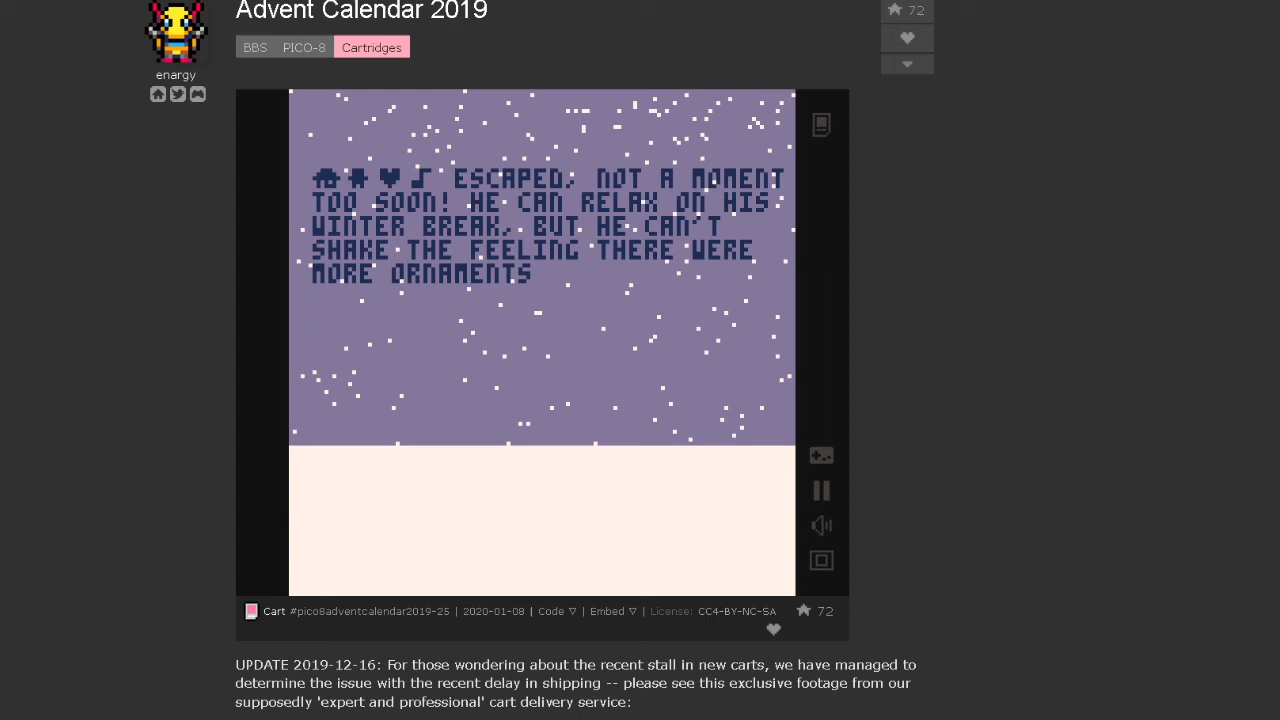 Advent Calendar 2019
72
BBS PICO-8 Cartridges
enargy
ESCAPED, NOT A MOMENT
TOO SOON! HE CAN RELAX ON HIS
WINTER BREAK, BUT HE CAN'T
SHAKE THE FEELING THERE WERE
MORE ORNAMENTS
Cart #pico8adventcalendar2019-25 | 2020-01-08 | Code ▽ | Embed ▽ | License: CC4-BY-NC-SA 72
UPDATE 2019-12-16: For those wondering about the recent stall in new carts, we have managed to
determine the issue with the recent delay in shipping -- please see this exclusive footage from our
supposedly 'expert and professional' cart delivery service: